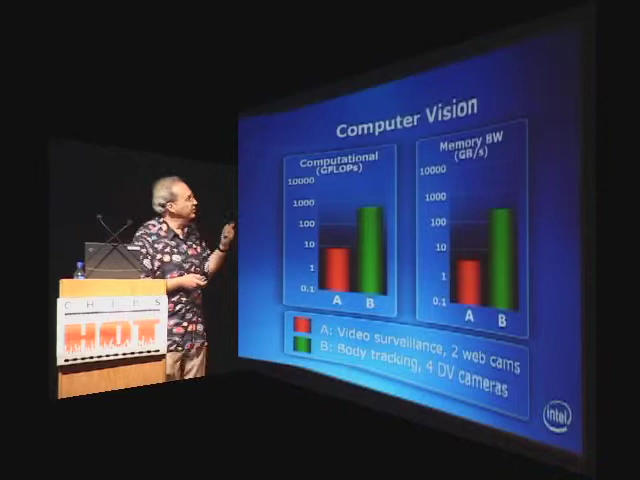 Computer Vision
Computational
(GFLOPs)
10000
1000
100
10
1
0.1
A
B
Memory BW
(GB/s)
10000
1000
100
10
1
0.1
A
B
A: Video surveillance, 2 web cams
B: Body tracking, 4 DV cameras
intel
CHIPS
HOT